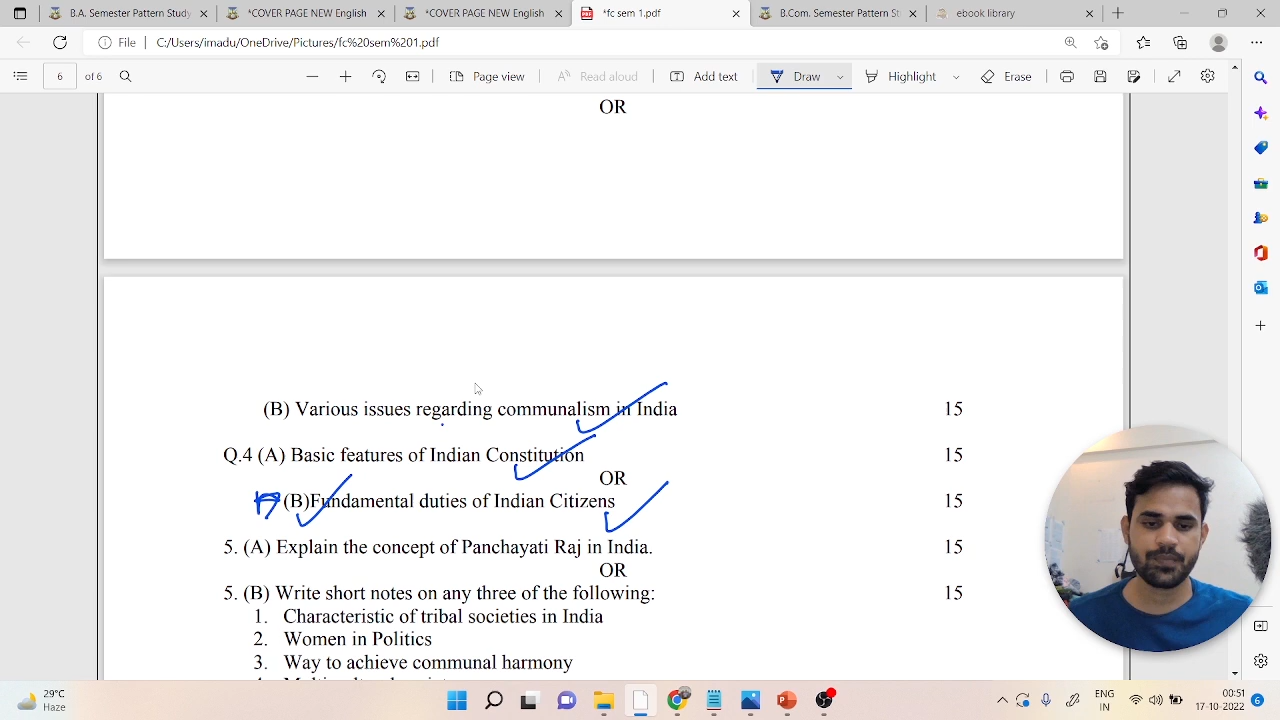 B.A. Semester Pattern Study
*COVER PAGE NEW English
*COVER PAGE NEW English
*fc sem 1.pdf
B.Com. Semester Pattern St
ebook library
File C:/Users/imadu/OneDrive/Pictures/fc%20sem%201.pdf
6 of 6 Page view Read aloud Add text Draw Highlight Erase
OR
(B) Various issues regarding communalism in India 15
Q.4 (A) Basic features of Indian Constitution 15
OR
(B)Fundamental duties of Indian Citizens 15
5. (A) Explain the concept of Panchayati Raj in India. 15
OR
5. (B) Write short notes on any three of the following: 15
1. Characteristic of tribal societies in India
2. Women in Politics
3. Way to achieve communal harmony
29°C
Haze
ENG
IN
00:51
17-10-2022
6